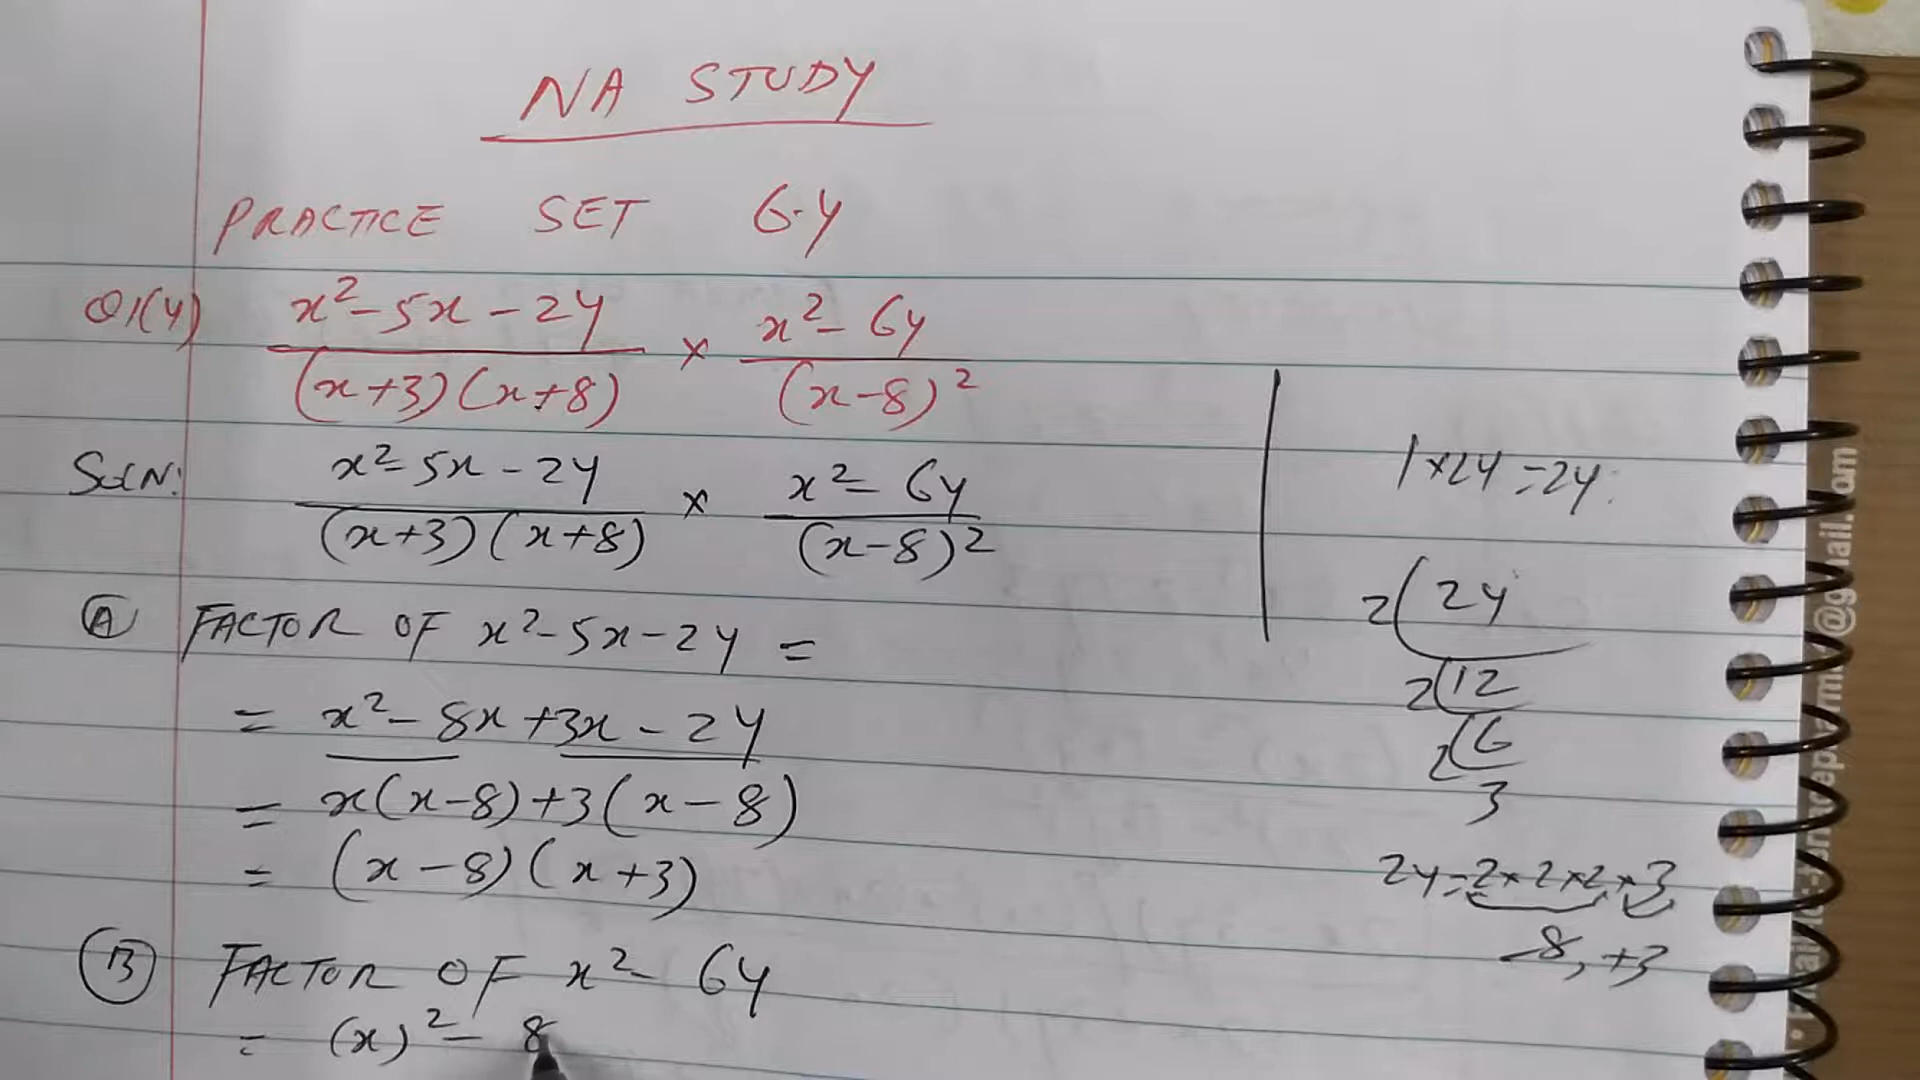 NA STUDY
PRACTICE SET 6.4
Q1(4) x²-5x-24 / (x+3)(x+8) × x²-64 / (x-8)²
SOLN: x²-5x-24 / (x+3)(x+8) × x²-64 / (x-8)²
Ⓐ FACTOR OF x²-5x-24 =
= x²-8x+3x-24
= x(x-8)+3(x-8)
= (x-8)(x+3)
Ⓑ FACTOR OF x²-64
= (x)²-8
1×24=24
2(24
2(12
2(6
3
24=2×2×2×3
-8,+3
@gmail.com